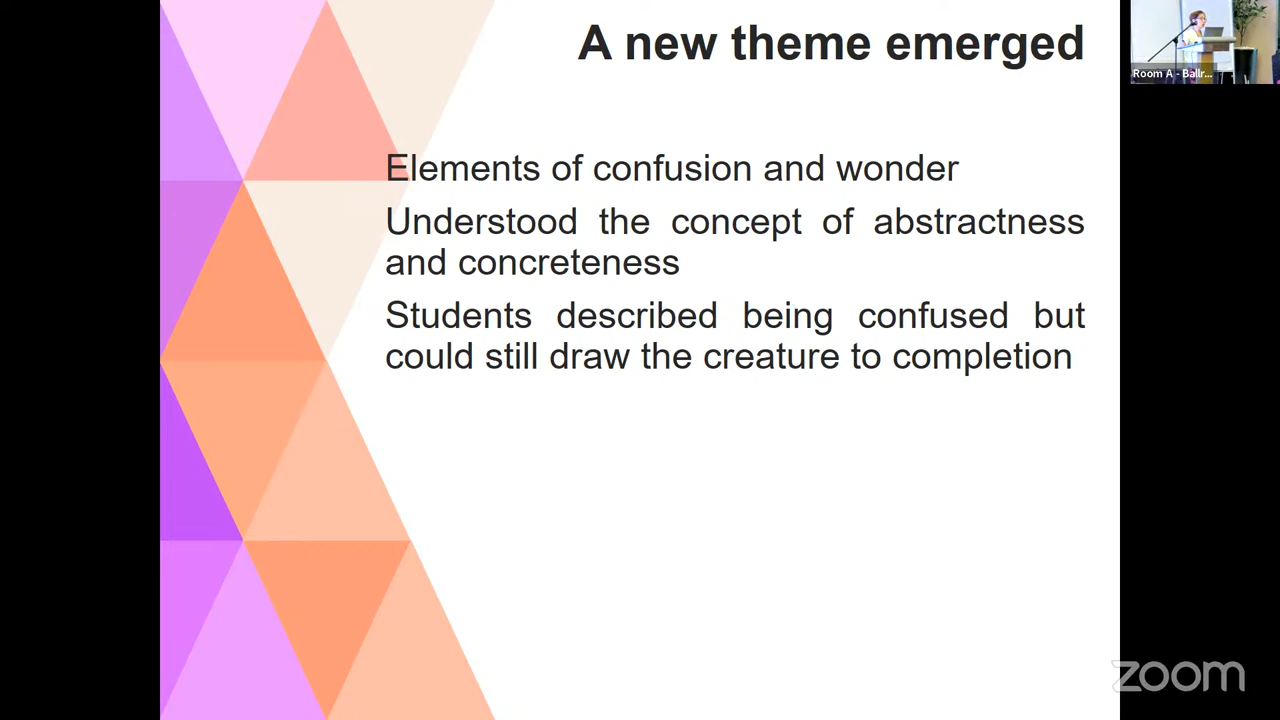 A new theme emerged
Room A - Ballr...
Elements of confusion and wonder
Understood the concept of abstractness
and concreteness
Students described being confused but
could still draw the creature to completion
zoom